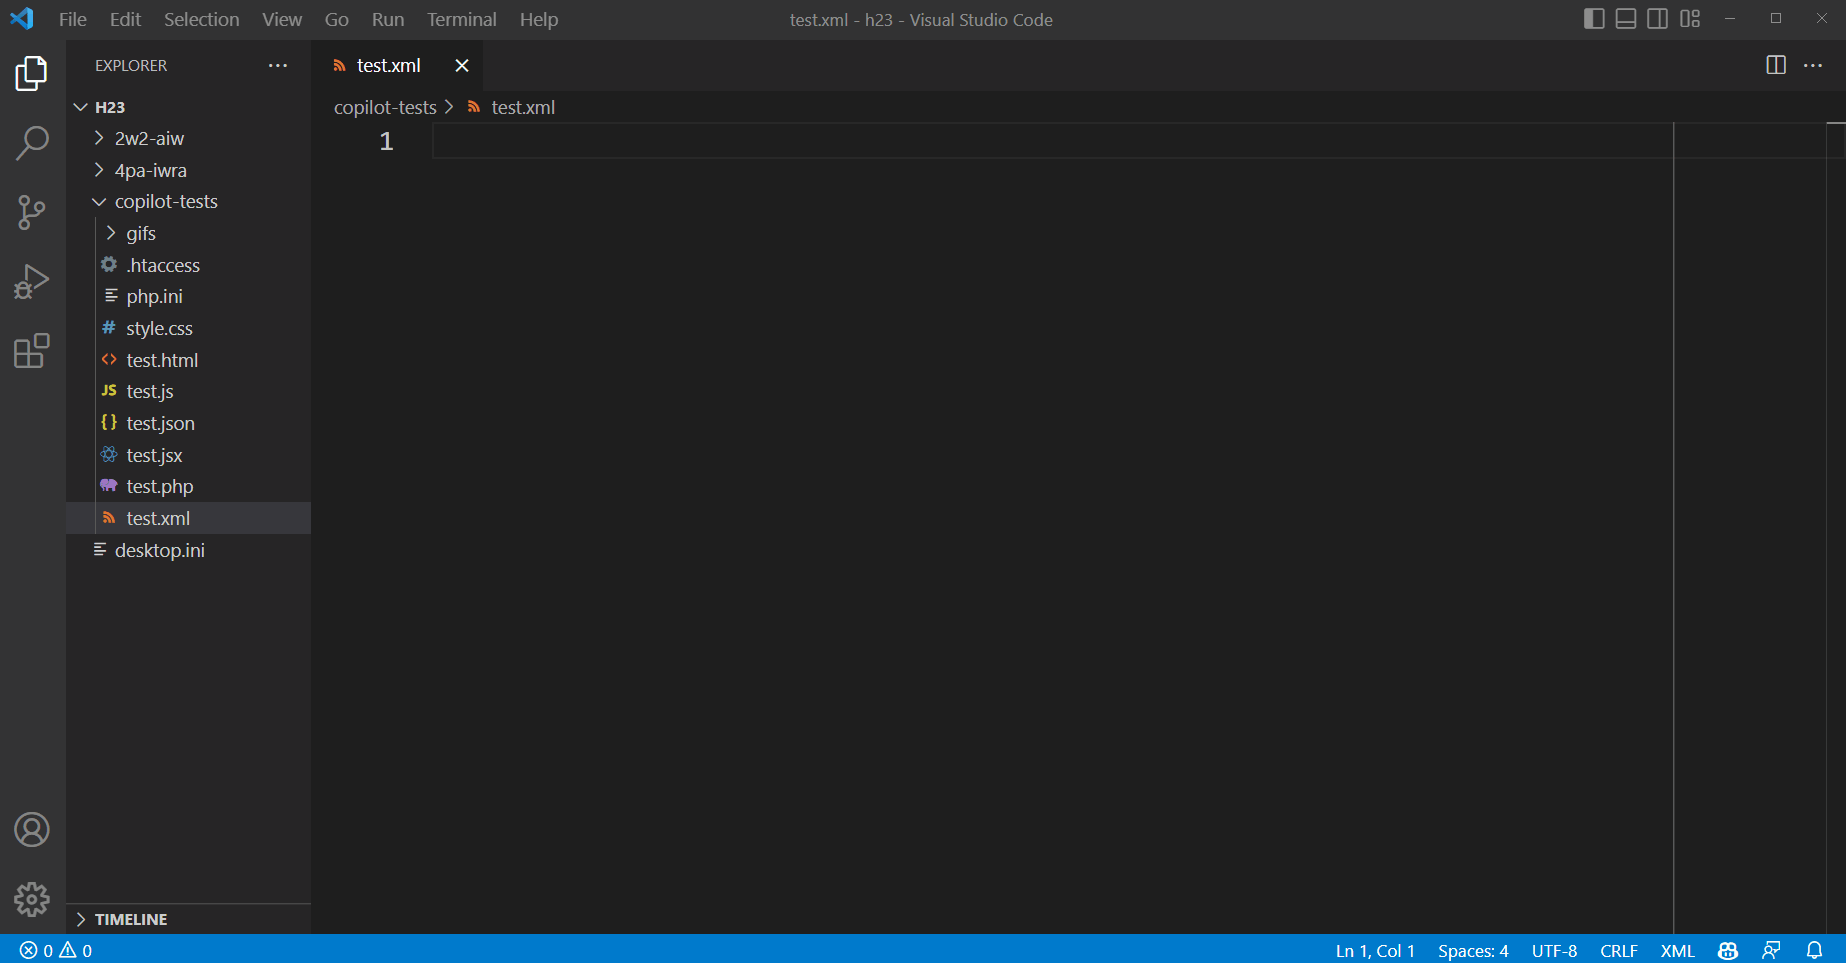 File Edit Selection View Go Run Terminal Help
test.xml - h23 - Visual Studio Code
EXPLORER
H23
2w2-aiw
4pa-iwra
copilot-tests
gifs
.htaccess
php.ini
# style.css
<> test.html
JS test.js
{} test.json
test.jsx
test.php
test.xml
desktop.ini
TIMELINE
test.xml
copilot-tests > test.xml
1
0 0
Ln 1, Col 1 Spaces: 4 UTF-8 CRLF XML